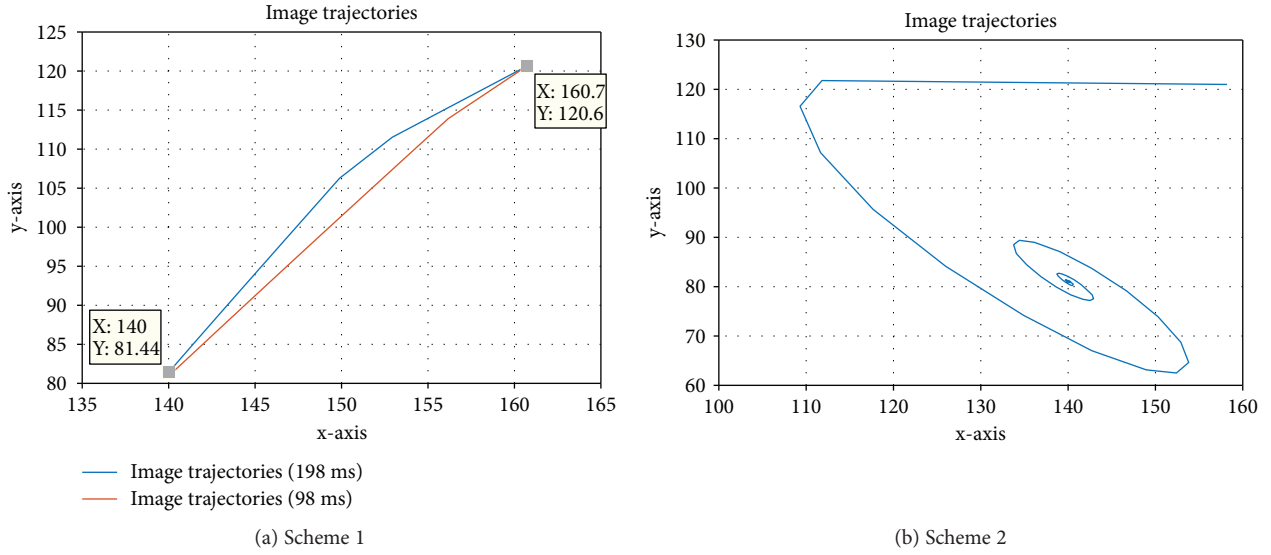 Image trajectories
125
120
115
110
105
100
95
90
85
80
y-axis
135
140
145
150
155
160
165
x-axis
X: 160.7
Y: 120.6
X: 140
Y: 81.44
Image trajectories (198 ms)
Image trajectories (98 ms)
(a) Scheme 1
Image trajectories
130
120
110
100
90
80
70
60
y-axis
100
110
120
130
140
150
160
x-axis
(b) Scheme 2